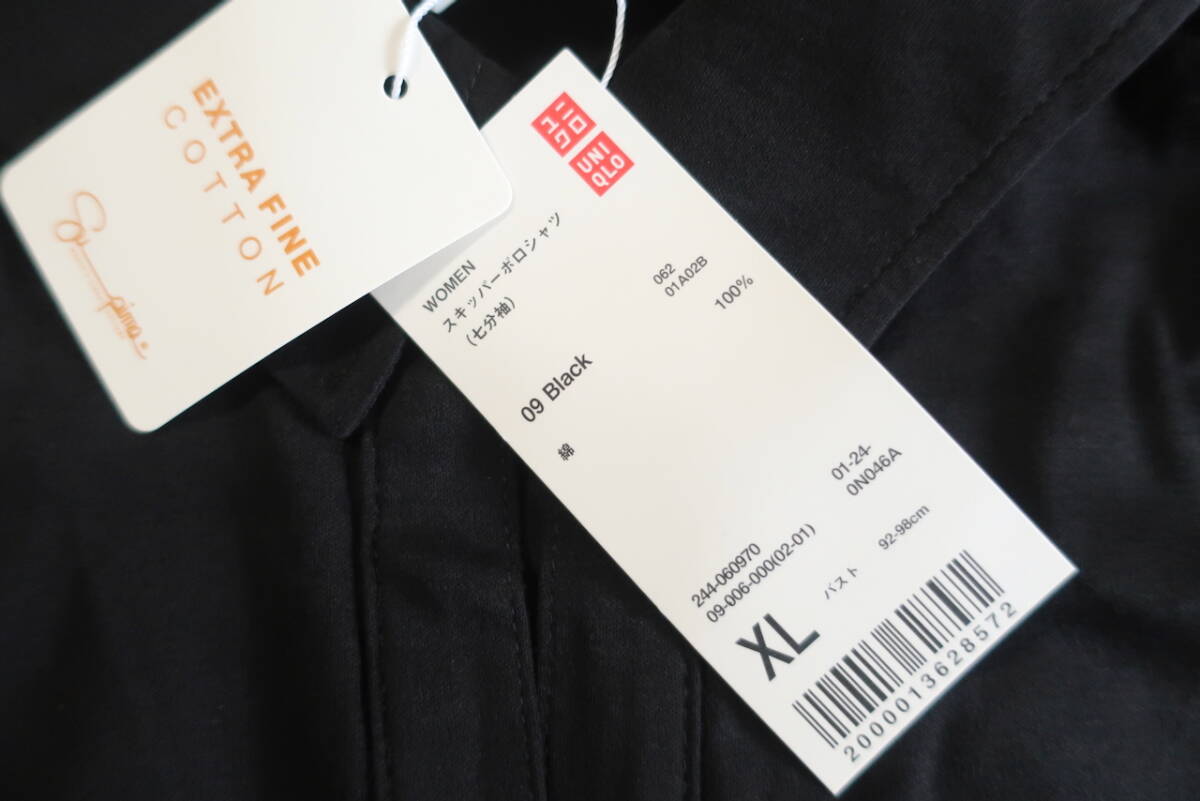 EXTRA FINE
COTTON
ユニ
クロ
UNI
QLO
WOMEN
スキッパーポロシャツ
(七分袖)
062
01A02B
09 Black
綿 100%
01-24-
0N046A
244-060970
09-006-000(02-01)
XL バスト 92-98cm
2000013628572